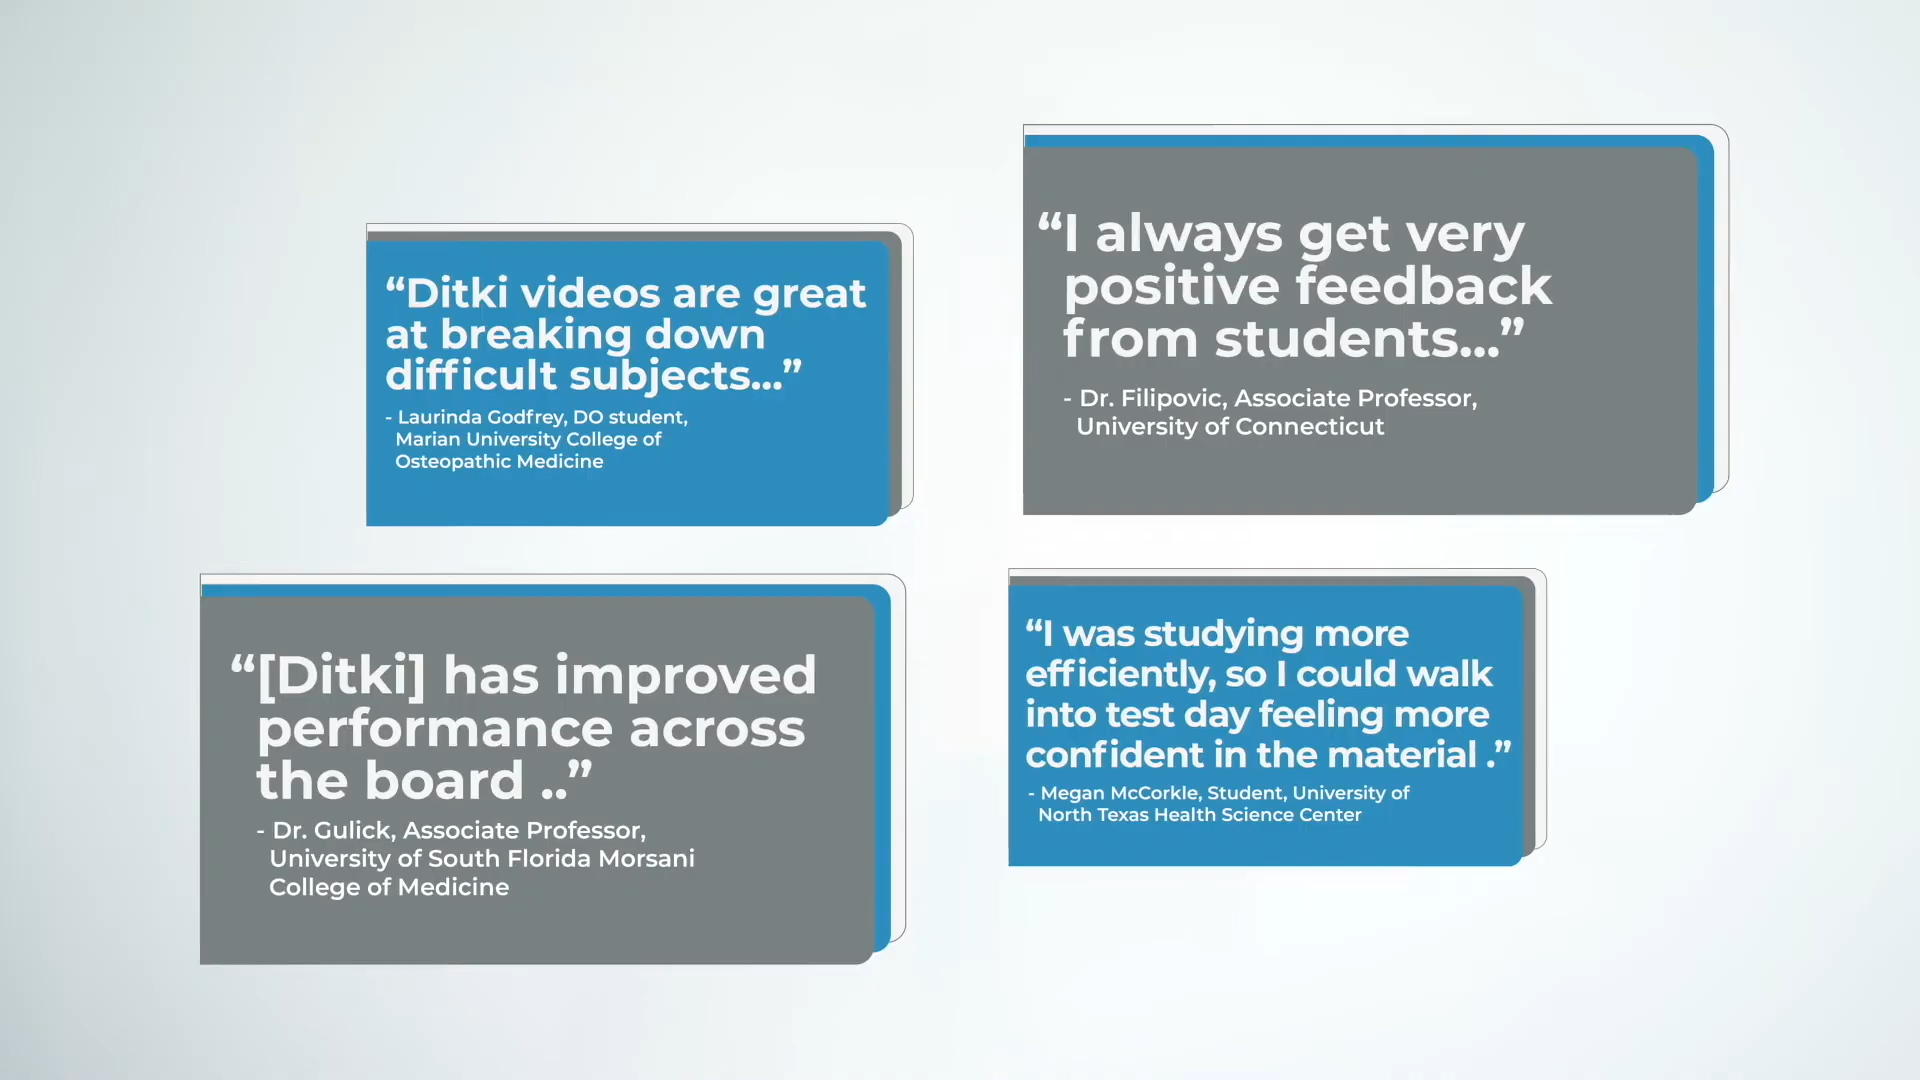 “Ditki videos are great
at breaking down
difficult subjects...”
- Laurinda Godfrey, DO student,
Marian University College of
Osteopathic Medicine
“I always get very
positive feedback
from students...”
- Dr. Filipovic, Associate Professor,
University of Connecticut
“[Ditki] has improved
performance across
the board ..”
- Dr. Gulick, Associate Professor,
University of South Florida Morsani
College of Medicine
“I was studying more
efficiently, so I could walk
into test day feeling more
confident in the material .”
- Megan McCorkle, Student, University of
North Texas Health Science Center